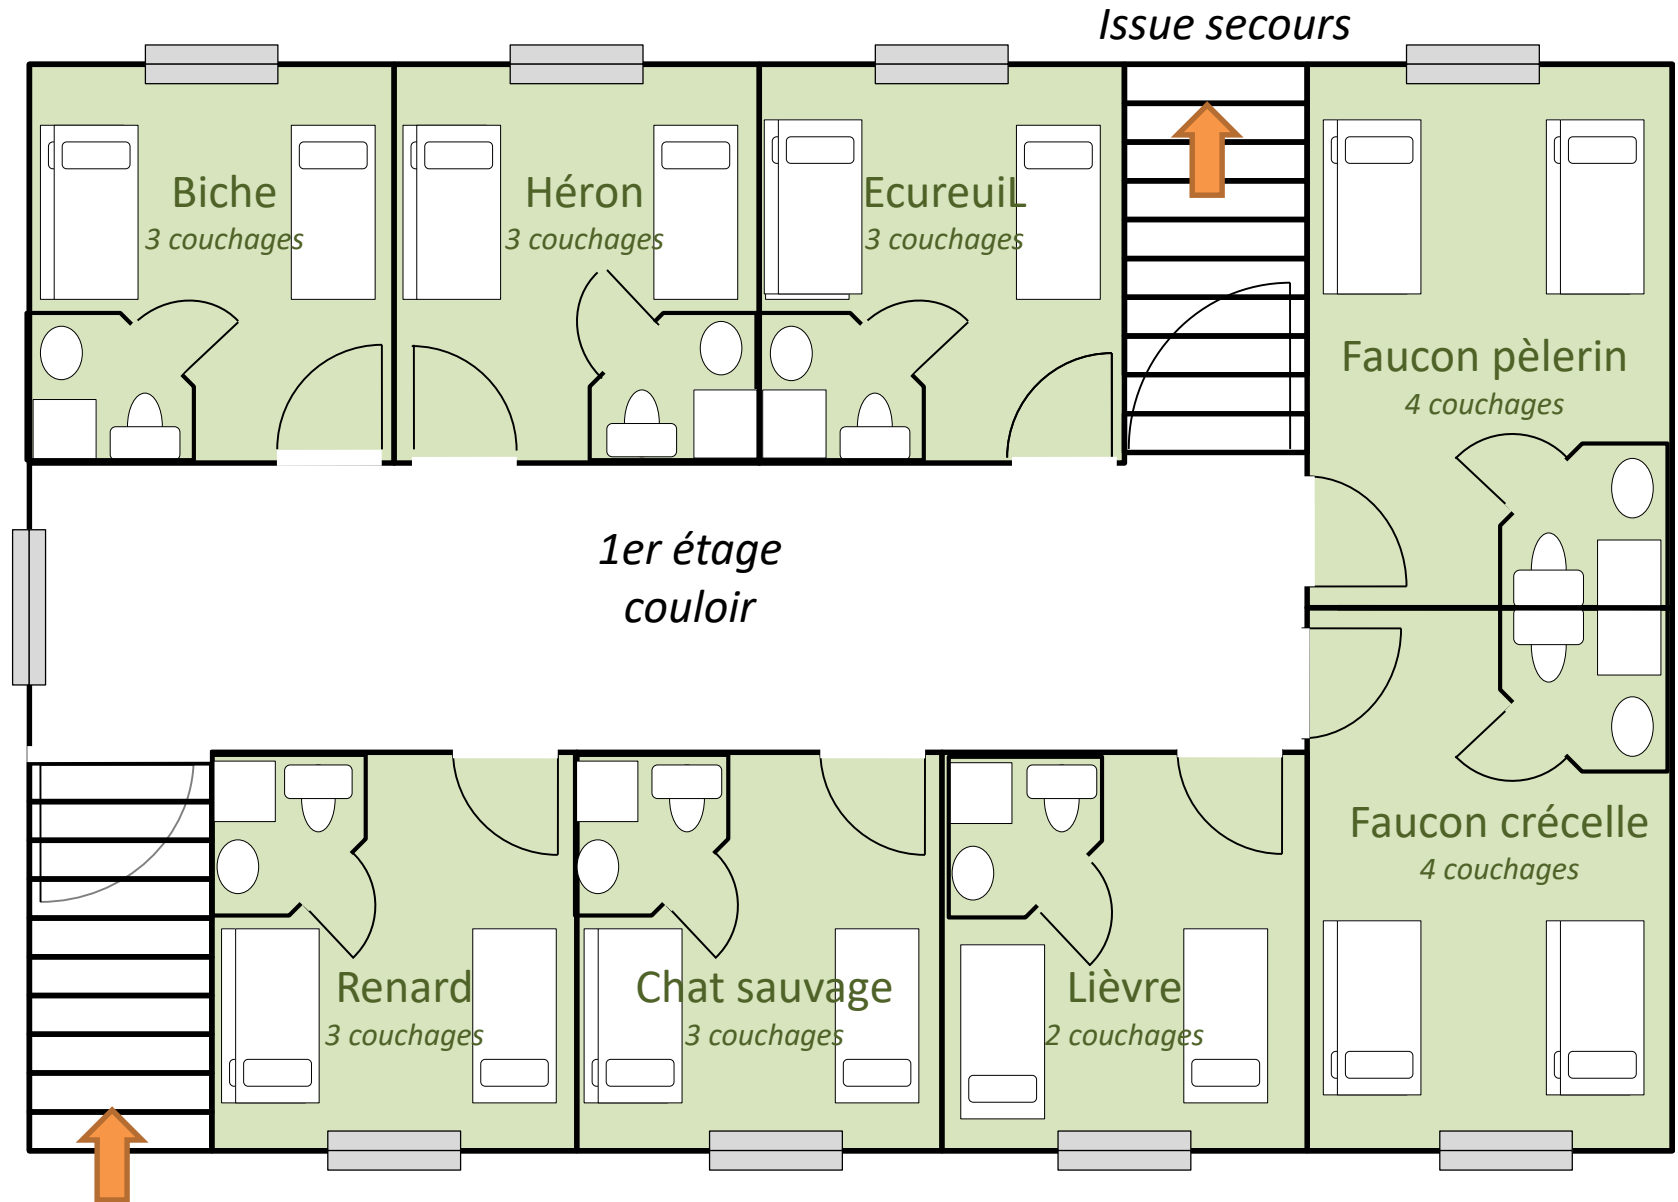 Issue secours
Biche
3 couchages
Héron
3 couchages
EcureuiL
3 couchages
Faucon pèlerin
4 couchages
1er étage
couloir
Faucon crécelle
4 couchages
Renard
3 couchages
Chat sauvage
3 couchages
Lièvre
2 couchages